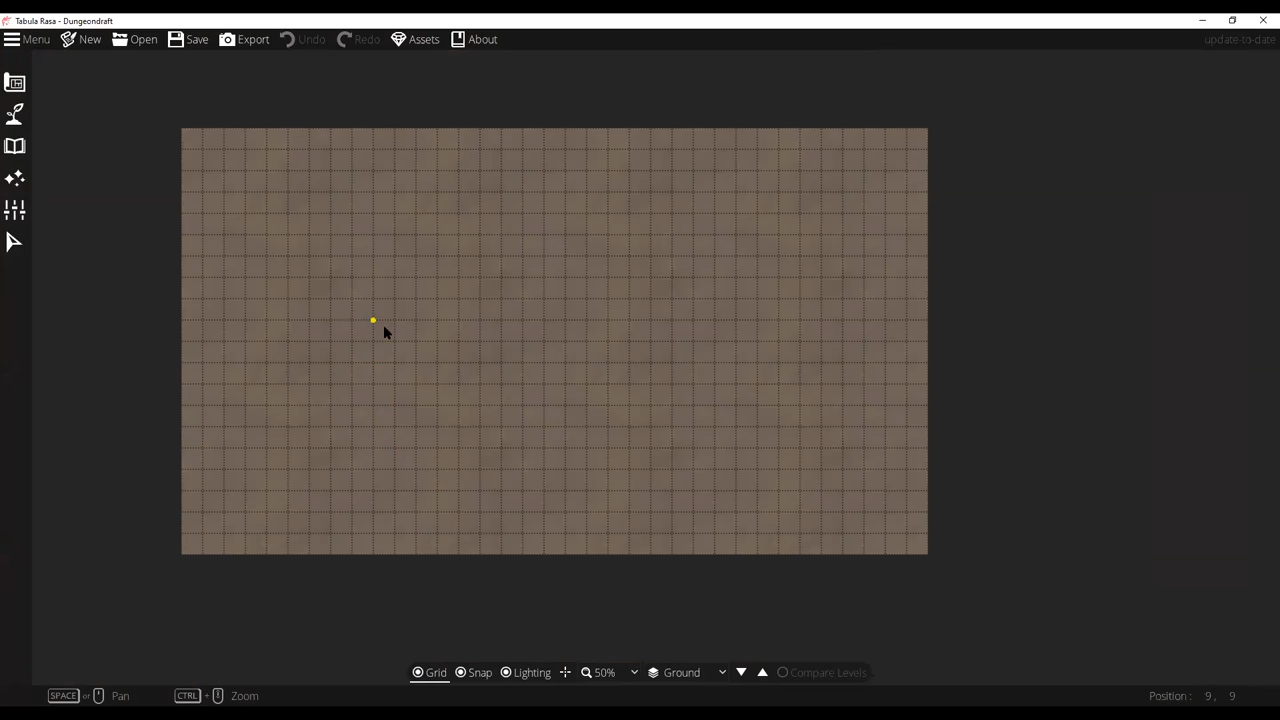 Tabula Rasa - Dungeondraft
Menu New Open Save Export Undo Redo Assets About update-to-date
Grid Snap Lighting 50% Ground Compare Levels
SPACE or Pan CTRL + Zoom Position : 9, 9